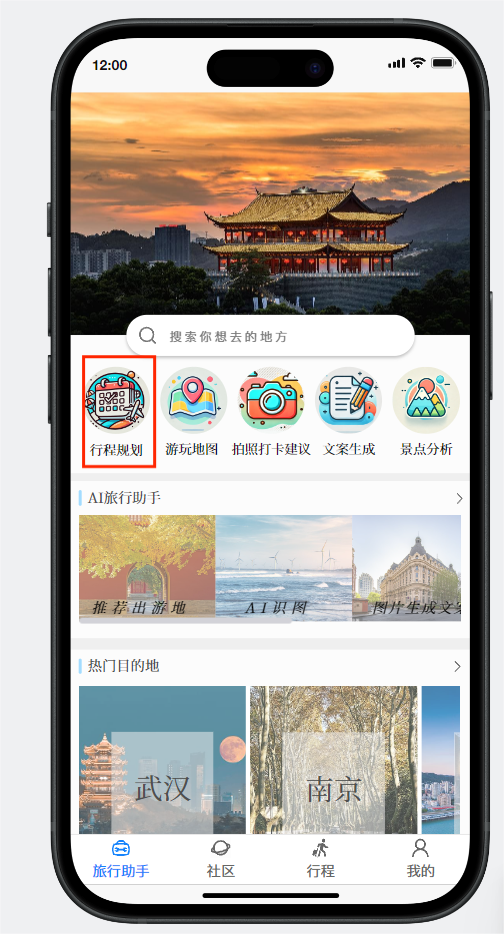 12:00
搜索你想去的地方
行程规划 游玩地图 拍照打卡建议 文案生成 景点分析
AI旅行助手
推荐出游地 AI识图 图片生成文案
热门目的地
武汉 南京
旅行助手 社区 行程 我的